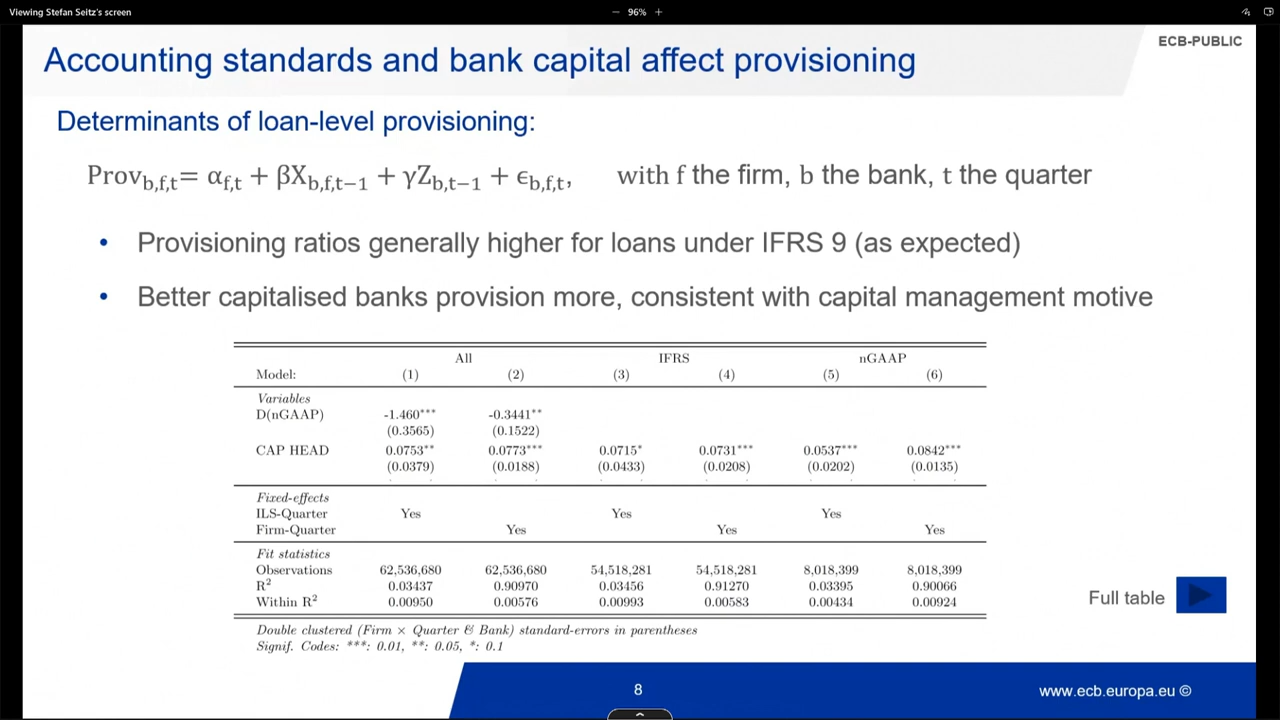 Viewing Stefan Seitz's screen
− 96% +
ECB-PUBLIC
Accounting standards and bank capital affect provisioning
Determinants of loan-level provisioning:
Prov_b,f,t = α_f,t + βX_b,f,t−1 + γZ_b,t−1 + ϵ_b,f,t, with f the firm, b the bank, t the quarter
• Provisioning ratios generally higher for loans under IFRS 9 (as expected)
• Better capitalised banks provision more, consistent with capital management motive
All IFRS nGAAP
Model: (1) (2) (3) (4) (5) (6)
Variables
D(nGAAP) -1.460*** -0.3441**
(0.3565) (0.1522)
CAP HEAD 0.0753** 0.0773*** 0.0715* 0.0731*** 0.0537*** 0.0842***
(0.0379) (0.0188) (0.0433) (0.0208) (0.0202) (0.0135)
Fixed-effects
ILS-Quarter Yes Yes Yes
Firm-Quarter Yes Yes Yes
Fit statistics
Observations 62,536,680 62,536,680 54,518,281 54,518,281 8,018,399 8,018,399
R² 0.03437 0.90970 0.03456 0.91270 0.03395 0.90066
Within R² 0.00950 0.00576 0.00993 0.00583 0.00434 0.00924
Double clustered (Firm × Quarter & Bank) standard-errors in parentheses
Signif. Codes: ***: 0.01, **: 0.05, *: 0.1
Full table
8
www.ecb.europa.eu ©